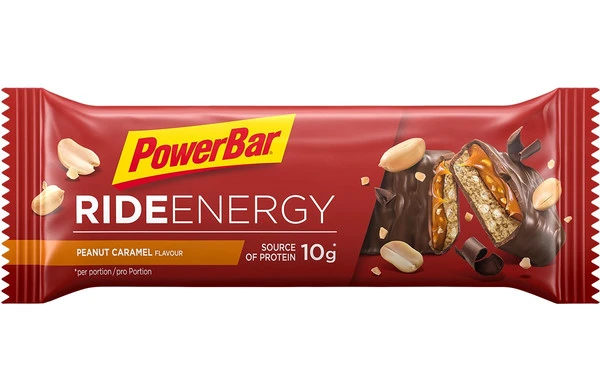 PowerBar
RIDEENERGY
PEANUT CARAMEL FLAVOUR
SOURCE
OF PROTEIN 10g*
*per portion/pro Portion